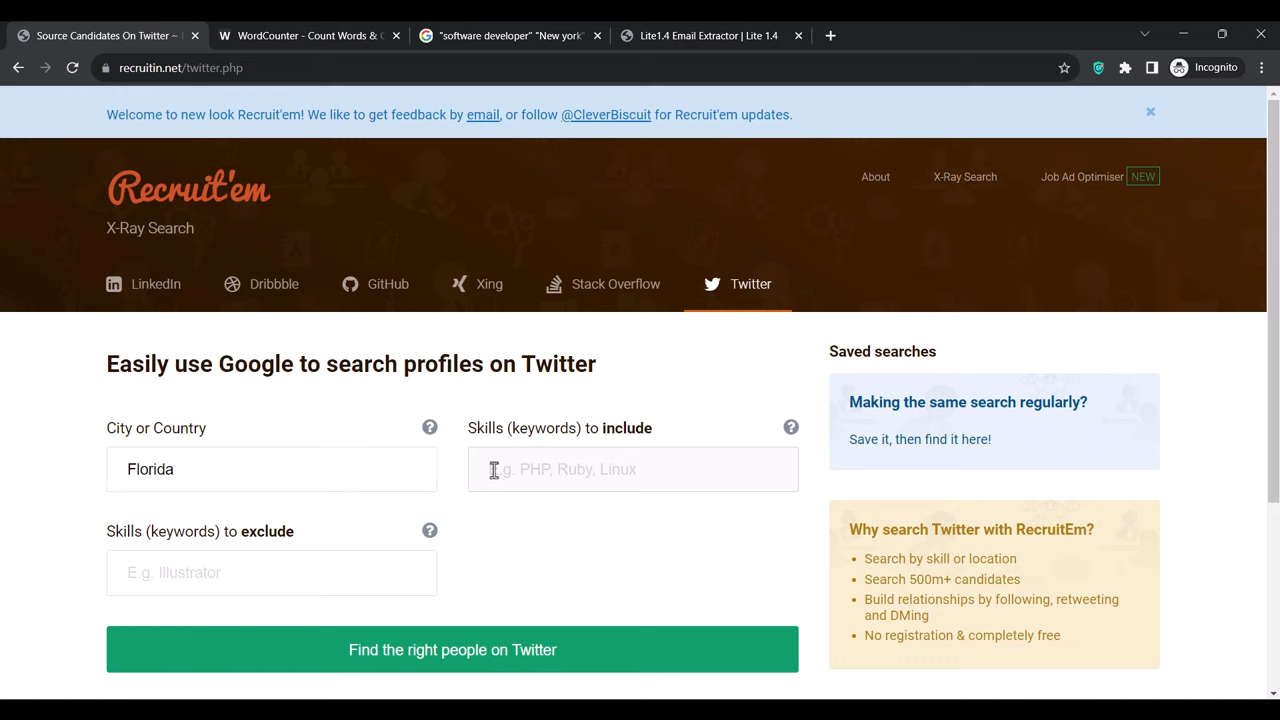 Source Candidates On Twitter ~
WordCounter - Count Words &
"software developer" "New york"
Lite1.4 Email Extractor | Lite 1.4
recruitin.net/twitter.php
Incognito
Welcome to new look Recruit'em! We like to get feedback by email, or follow @CleverBiscuit for Recruit'em updates.
Recruit'em
X-Ray Search
About
X-Ray Search
Job Ad Optimiser NEW
LinkedIn
Dribbble
GitHub
Xing
Stack Overflow
Twitter
Easily use Google to search profiles on Twitter
City or Country
Florida
Skills (keywords) to include
E.g. PHP, Ruby, Linux
Skills (keywords) to exclude
E.g. Illustrator
Find the right people on Twitter
Saved searches
Making the same search regularly?
Save it, then find it here!
Why search Twitter with RecruitEm?
• Search by skill or location
• Search 500m+ candidates
• Build relationships by following, retweeting
and DMing
• No registration & completely free